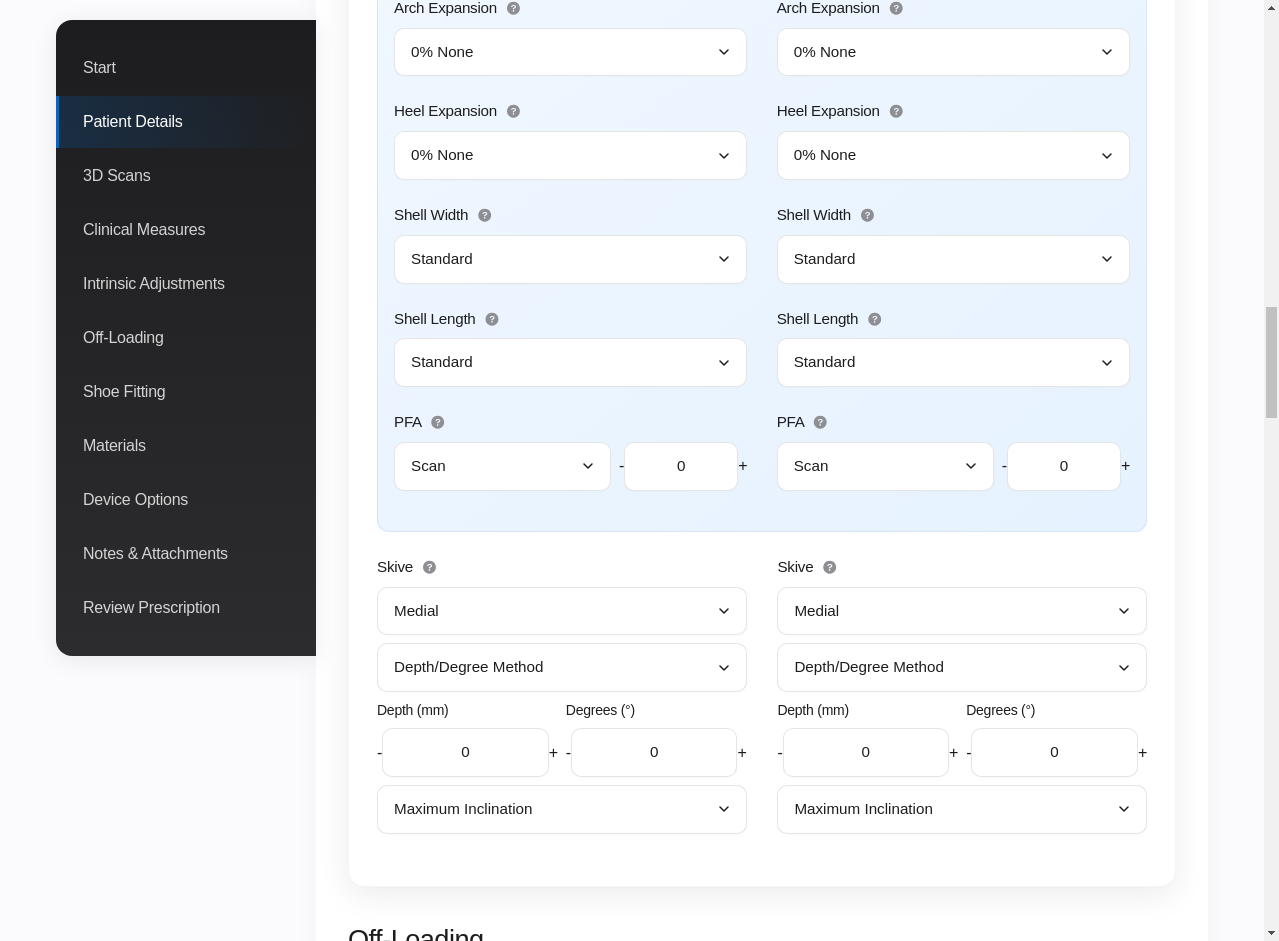 Start
Patient Details
3D Scans
Clinical Measures
Intrinsic Adjustments
Off-Loading
Shoe Fitting
Materials
Device Options
Notes & Attachments
Review Prescription
Arch Expansion ? Arch Expansion ?
0% None 0% None
Heel Expansion ? Heel Expansion ?
0% None 0% None
Shell Width ? Shell Width ?
Standard Standard
Shell Length ? Shell Length ?
Standard Standard
PFA ? PFA ?
Scan - 0 + Scan - 0 +
Skive ? Skive ?
Medial Medial
Depth/Degree Method Depth/Degree Method
Depth (mm) Degrees (°) Depth (mm) Degrees (°)
- 0 + - 0 + - 0 + - 0 +
Maximum Inclination Maximum Inclination
Off-Loading